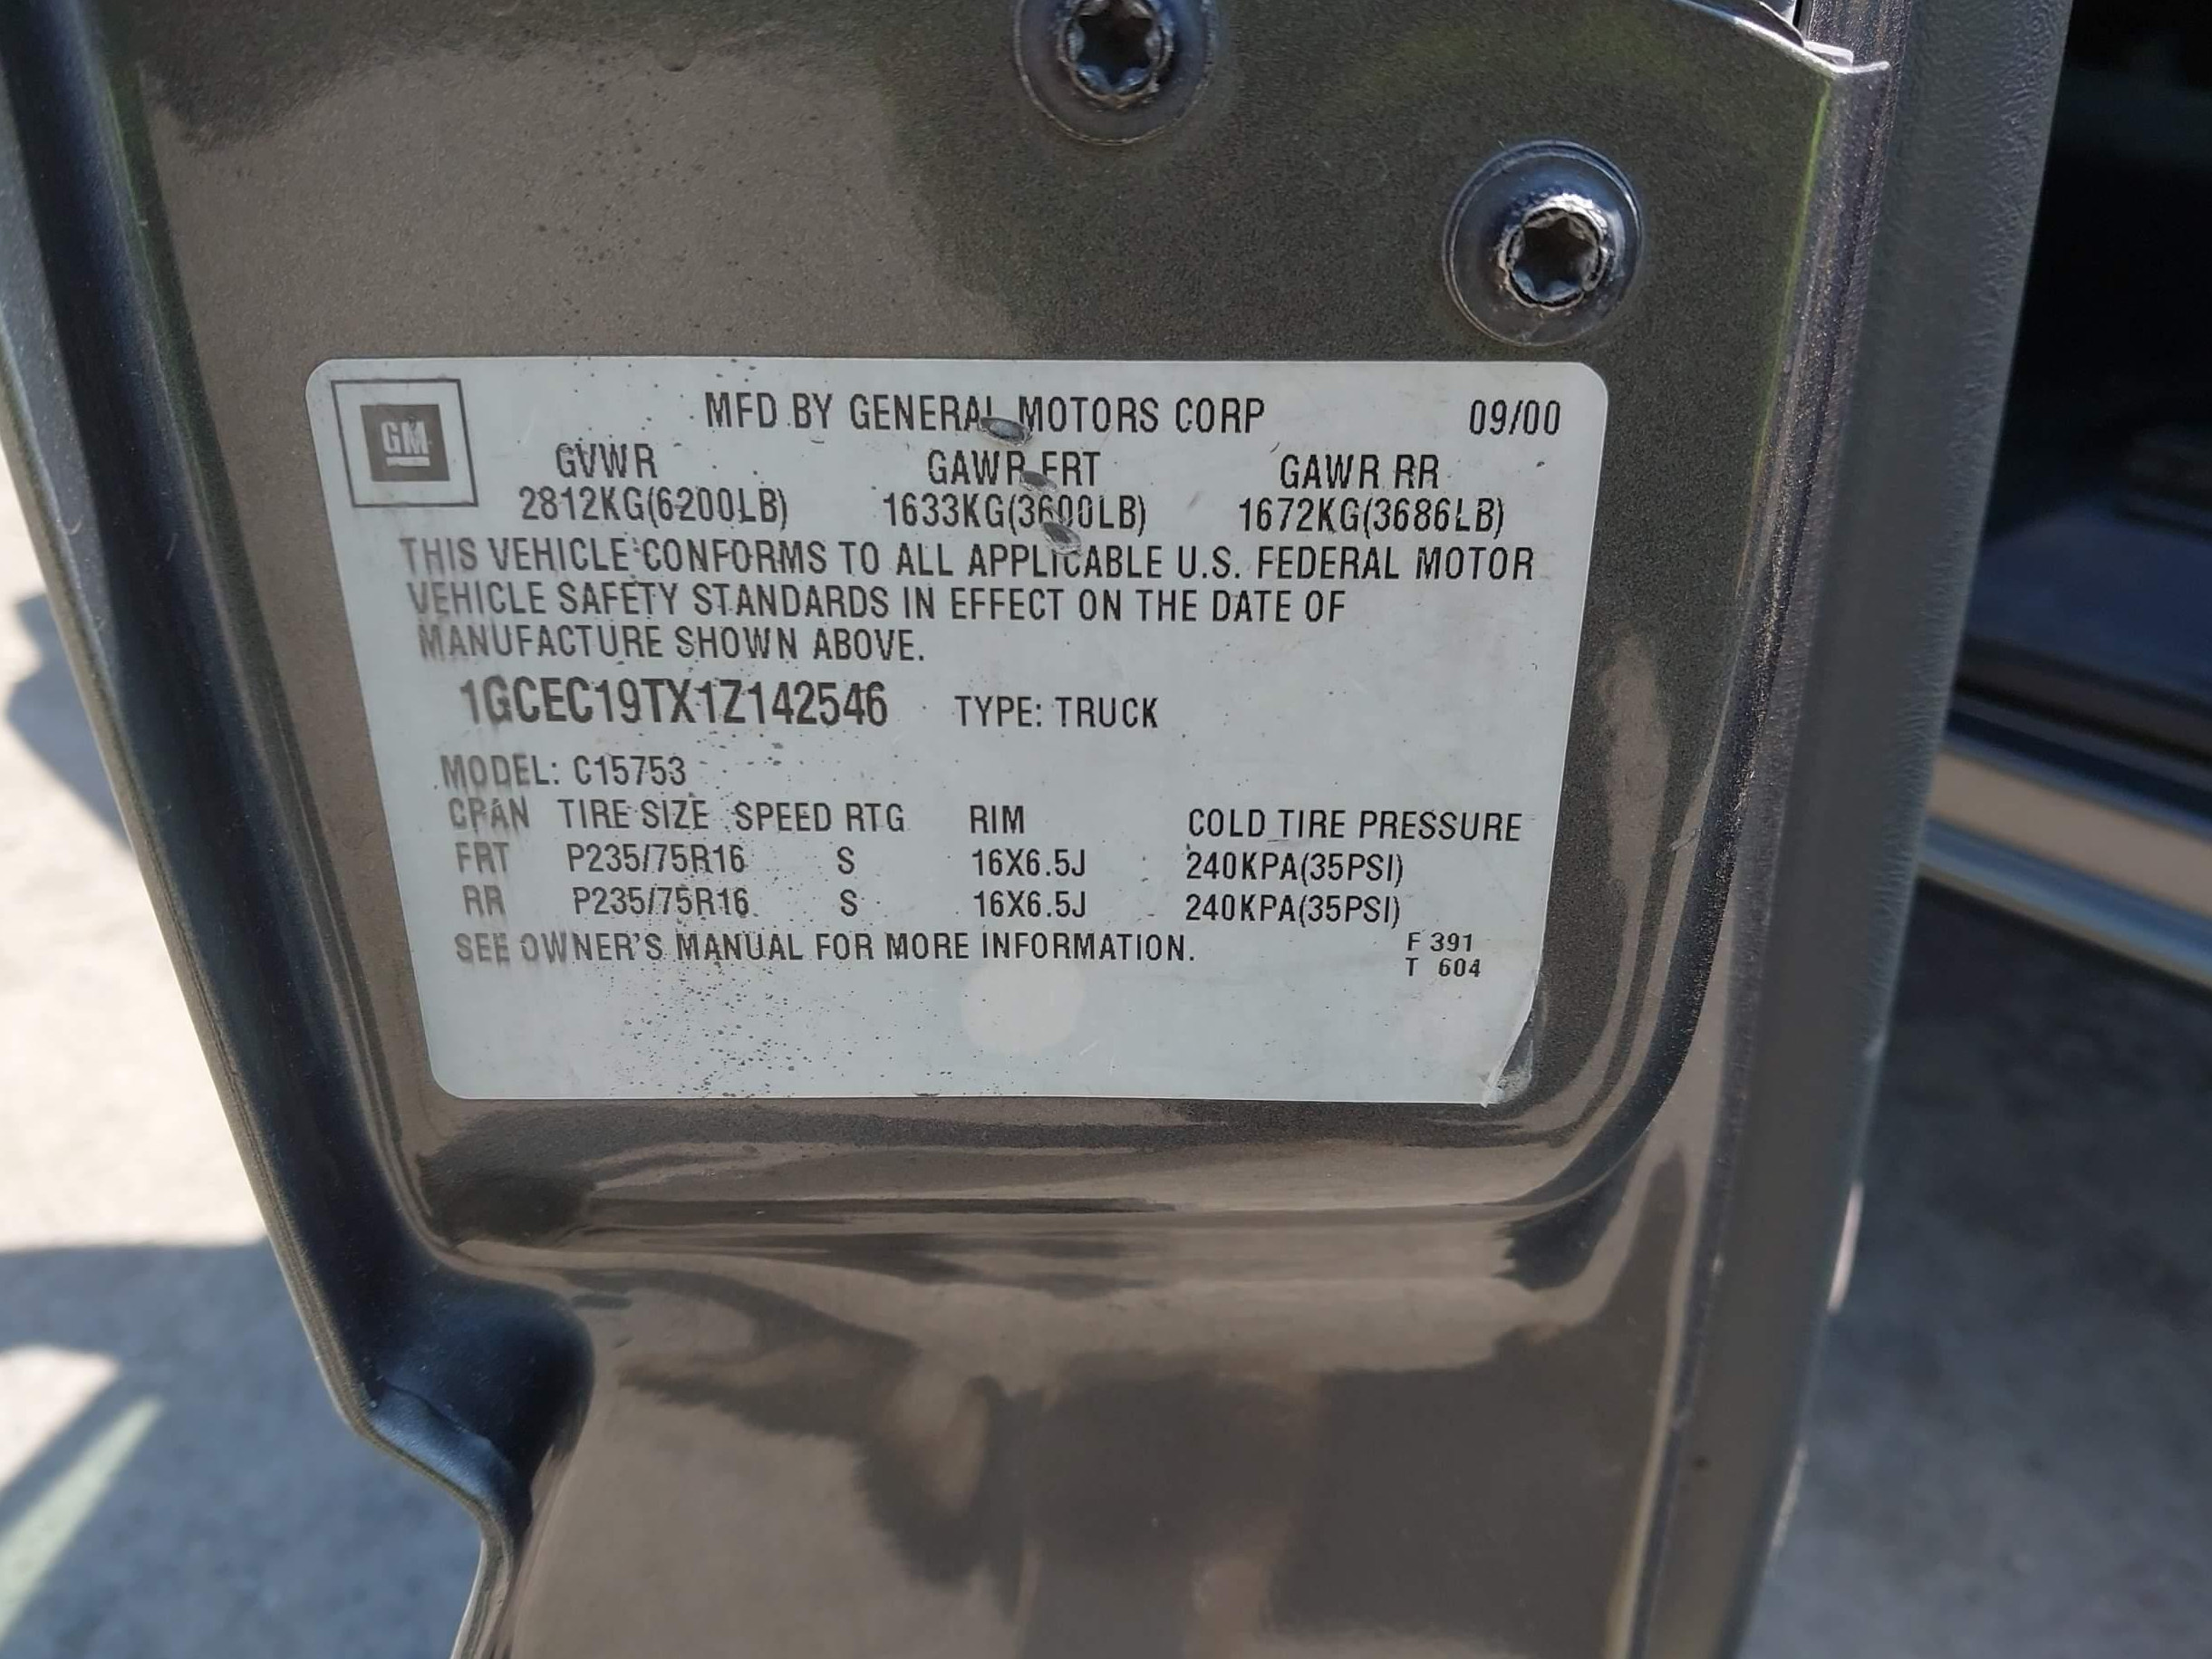 GM
MFD BY GENERAL MOTORS CORP 09/00
GVWR GAWR FRT GAWR RR
2812KG(6200LB) 1633KG(3600LB) 1672KG(3686LB)
THIS VEHICLE CONFORMS TO ALL APPLICABLE U.S. FEDERAL MOTOR
VEHICLE SAFETY STANDARDS IN EFFECT ON THE DATE OF
MANUFACTURE SHOWN ABOVE.
1GCEC19TX1Z142546 TYPE: TRUCK
MODEL: C15753
CPAN TIRE SIZE SPEED RTG RIM COLD TIRE PRESSURE
FRT P235/75R16 S 16X6.5J 240KPA(35PSI)
RR P235/75R16 S 16X6.5J 240KPA(35PSI)
SEE OWNER'S MANUAL FOR MORE INFORMATION.
F 391
T 604